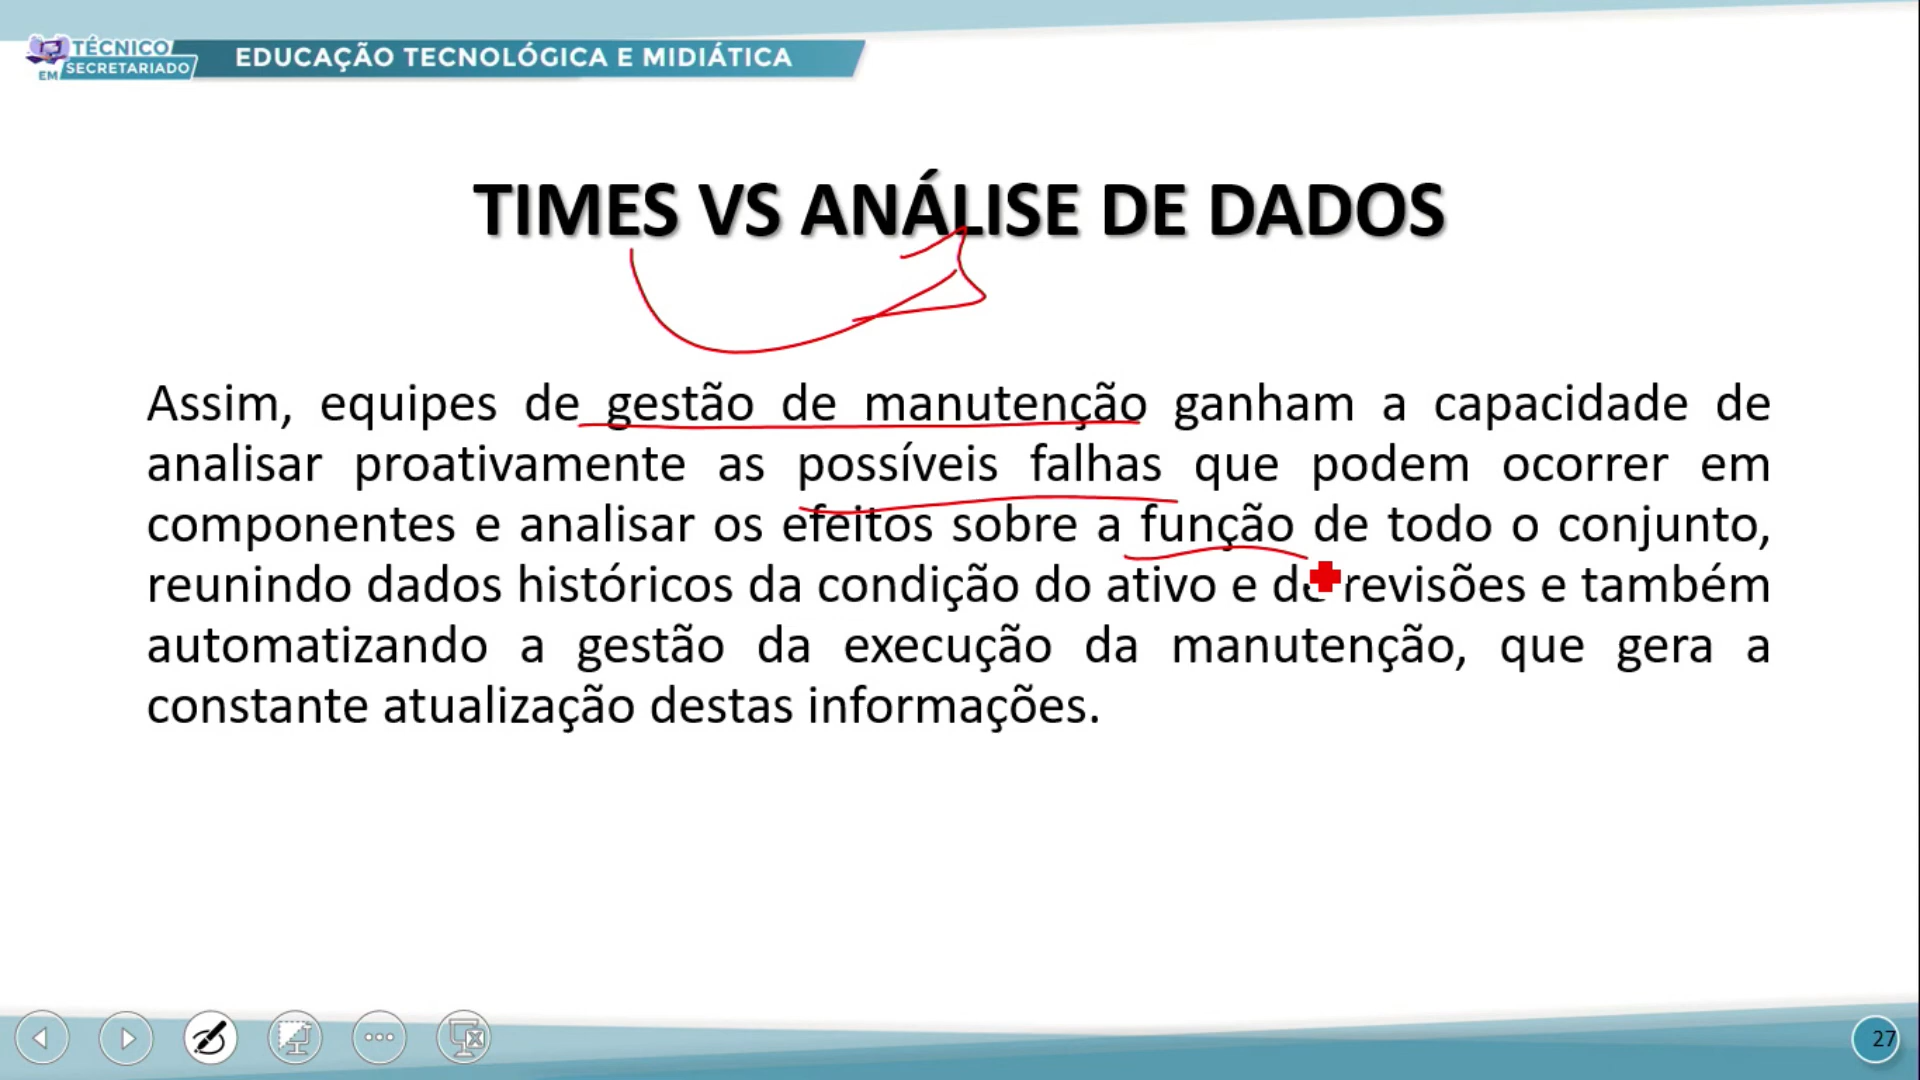 TÉCNICO
EM SECRETARIADO
EDUCAÇÃO TECNOLÓGICA E MIDIÁTICA
TIMES VS ANÁLISE DE DADOS
Assim, equipes de gestão de manutenção ganham a capacidade de
analisar proativamente as possíveis falhas que podem ocorrer em
componentes e analisar os efeitos sobre a função de todo o conjunto,
reunindo dados históricos da condição do ativo e de revisões e também
automatizando a gestão da execução da manutenção, que gera a
constante atualização destas informações.
27